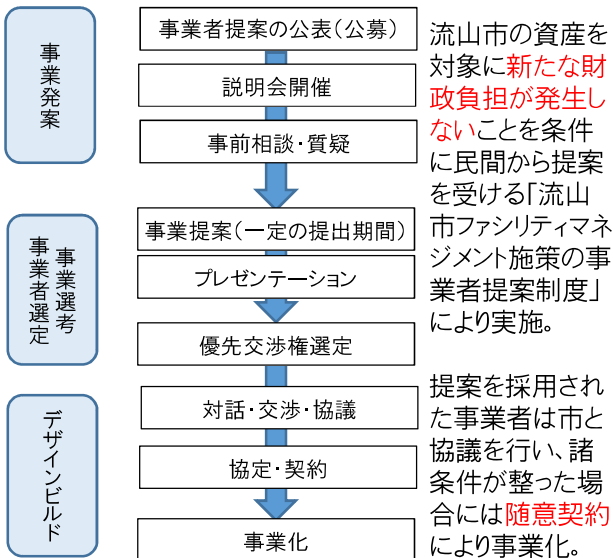 事業発案
事業者提案の公表(公募)
説明会開催
事前相談・質疑
事業選考
事業者選定
事業提案(一定の提出期間)
プレゼンテーション
優先交渉権選定
デザインビルド
対話・交渉・協議
協定・契約
事業化
流山市の資産を
対象に新たな財
政負担が発生し
ないことを条件
に民間から提案
を受ける「流山
市ファシリティマネ
ジメント施策の事
業者提案制度」
により実施。
提案を採用され
た事業者は市と
協議を行い、諸
条件が整った場
合には随意契約
により事業化。